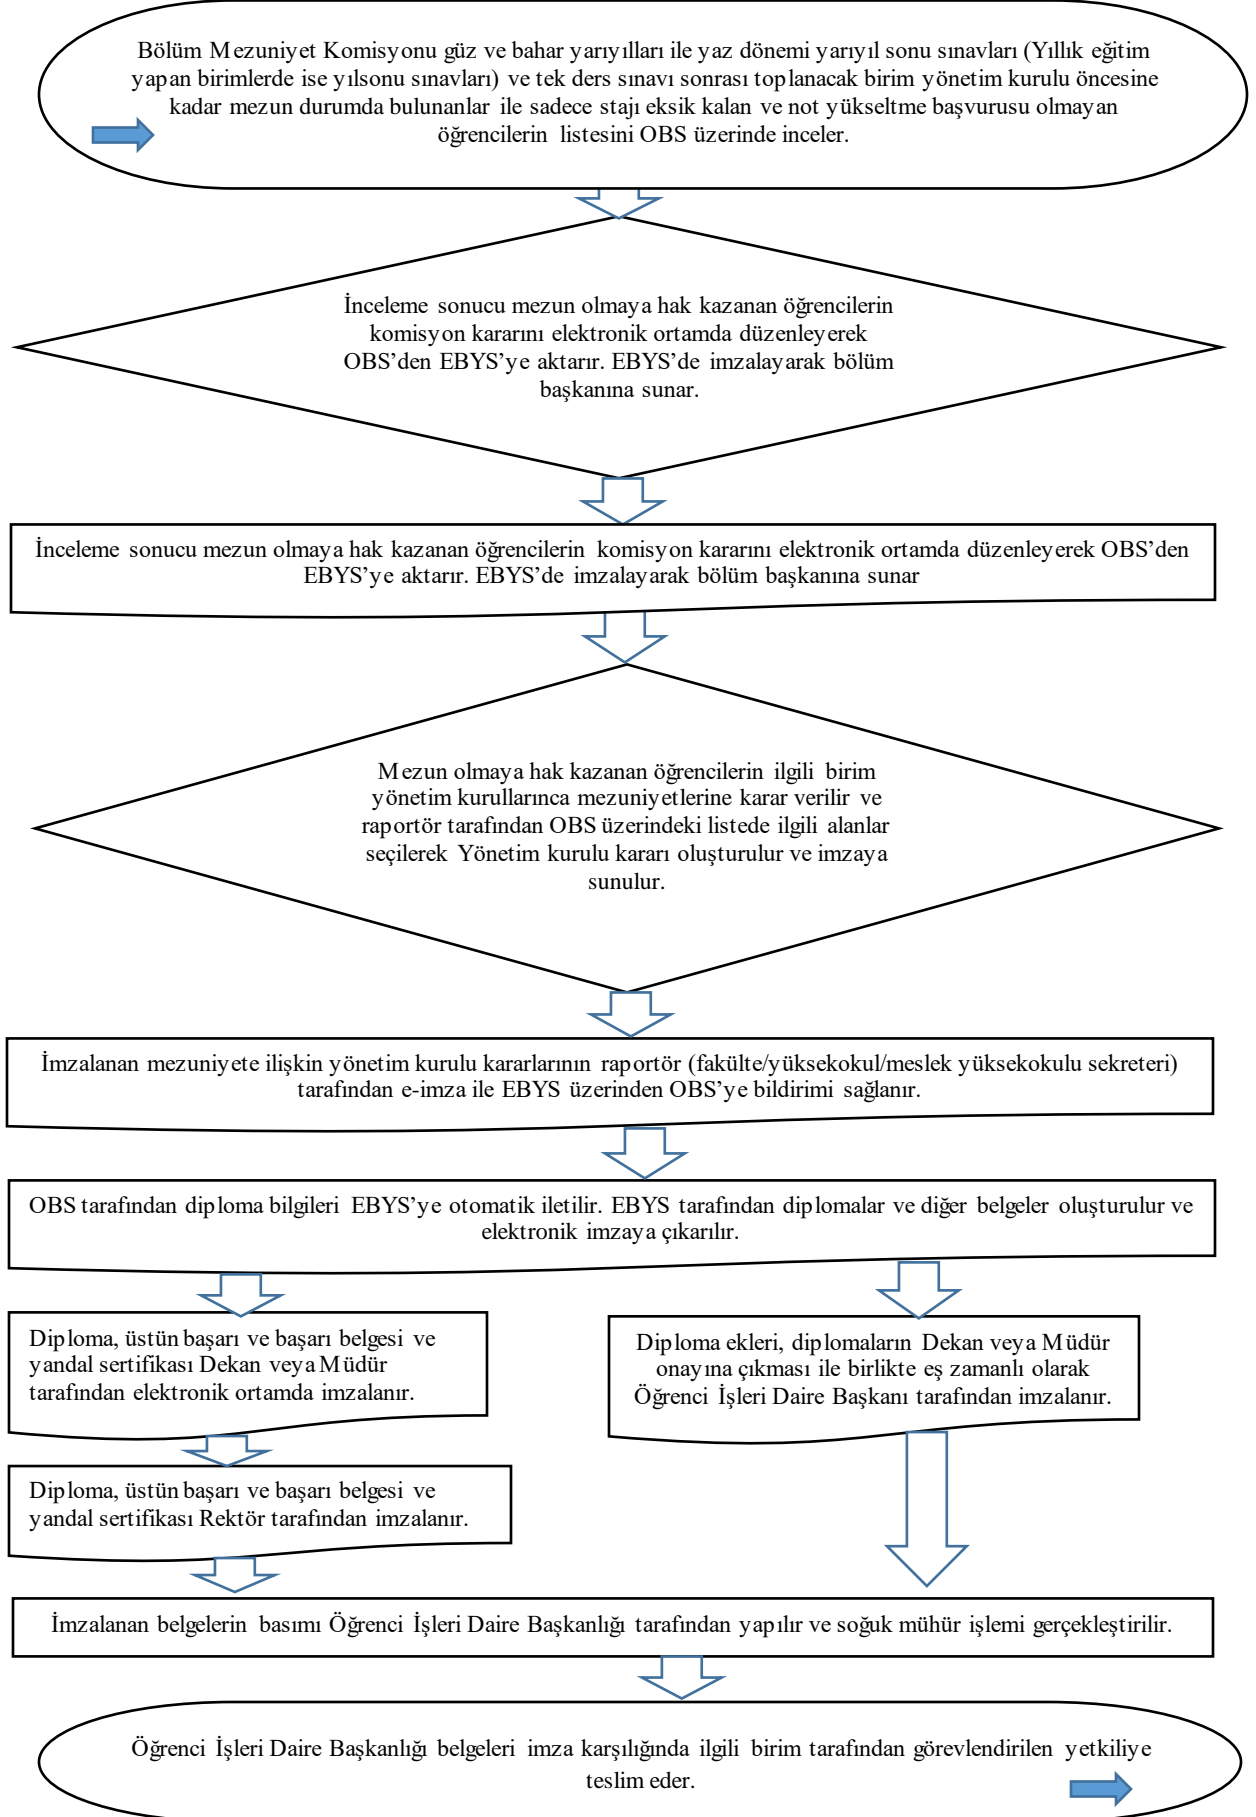 Bölüm Mezuniyet Komisyonu güz ve bahar yarıyılları ile yaz dönemi yarıyıl sonu sınavları (Yıllık eğitim
yapan birimlerde ise yılsonu sınavları) ve tek ders sınavı sonrası toplanacak birim yönetim kurulu öncesine
kadar mezun durumda bulunanlar ile sadece stajı eksik kalan ve not yükseltme başvurusu olmayan
öğrencilerin listesini OBS üzerinde inceler.
İnceleme sonucu mezun olmaya hak kazanan öğrencilerin
komisyon kararını elektronik ortamda düzenleyerek
OBS’den EBYS’ye aktarır. EBYS’de imzalayarak bölüm
başkanına sunar.
İnceleme sonucu mezun olmaya hak kazanan öğrencilerin komisyon kararını elektronik ortamda düzenleyerek OBS’den
EBYS’ye aktarır. EBYS’de imzalayarak bölüm başkanına sunar
Mezun olmaya hak kazanan öğrencilerin ilgili birim
yönetim kurullarınca mezuniyetlerine karar verilir ve
raportör tarafından OBS üzerindeki listede ilgili alanlar
seçilerek Yönetim kurulu kararı oluşturulur ve imzaya
sunulur.
İmzalanan mezuniyete ilişkin yönetim kurulu kararlarının raportör (fakülte/yüksekokul/meslek yüksekokulu sekreteri)
tarafından e-imza ile EBYS üzerinden OBS’ye bildirimi sağlanır.
OBS tarafından diploma bilgileri EBYS’ye otomatik iletilir. EBYS tarafından diplomalar ve diğer belgeler oluşturulur ve
elektronik imzaya çıkarılır.
Diploma, üstün başarı ve başarı belgesi ve
yandal sertifikası Dekan veya Müdür
tarafından elektronik ortamda imzalanır.
Diploma ekleri, diplomaların Dekan veya Müdür
onayına çıkması ile birlikte eş zamanlı olarak
Öğrenci İşleri Daire Başkanı tarafından imzalanır.
Diploma, üstün başarı ve başarı belgesi ve
yandal sertifikası Rektör tarafından imzalanır.
İmzalanan belgelerin basımı Öğrenci İşleri Daire Başkanlığı tarafından yapılır ve soğuk mühür işlemi gerçekleştirilir.
Öğrenci İşleri Daire Başkanlığı belgeleri imza karşılığında ilgili birim tarafından görevlendirilen yetkiliye
teslim eder.